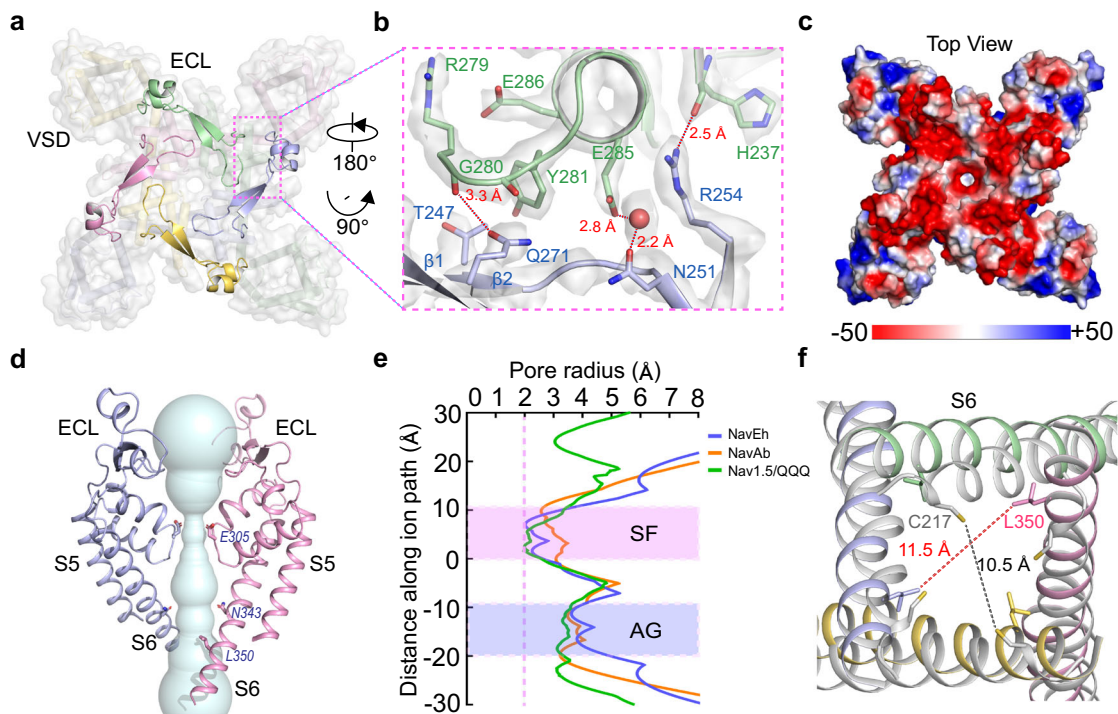 a
ECL
VSD
180°
90°
b
R279
E286
G280
Y281
E285
2.5 Å
H237
R254
3.3 Å
T247
2.8 Å
2.2 Å
β1
β2
Q271
N251
c
Top View
-50
+50
d
ECL
ECL
E305
S5
S5
N343
S6
L350
S6
e
Pore radius (Å)
0 1 2 3 4 5 6 7 8
Distance along ion path (Å)
30
20
10
0
-10
-20
-30
NavEh
NavAb
Nav1.5/QQQ
SF
AG
f
S6
C217
L350
11.5 Å
10.5 Å